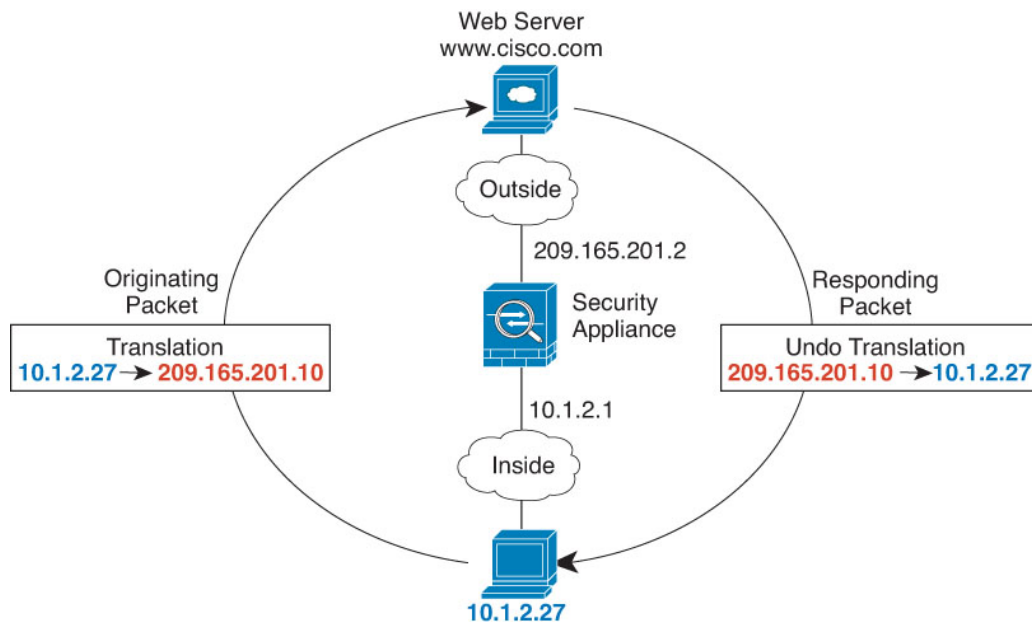 Web Server
www.cisco.com
Outside
209.165.201.2
Originating
Packet
Translation
10.1.2.27 → 209.165.201.10
Security
Appliance
Responding
Packet
Undo Translation
209.165.201.10 → 10.1.2.27
10.1.2.1
Inside
10.1.2.27